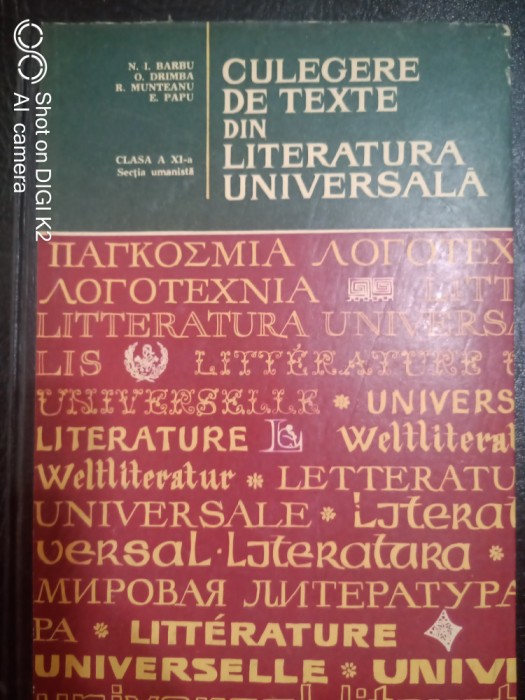 N. I. BARBU
O. DRIMBA
R. MUNTEANU
E. PAPU
CLASA A XI-a
Secția umanistă
CULEGERE
DE TEXTE
DIN
LITERATURA
UNIVERSALĂ
ΠΑΓΚΟΣΜΙΑ ΛΟΓΟΤΕΧ
ΛΟΓΟΤΕΧΝΙΑ LITT
LITTERATURA UNIVERSA
LIS LITTÉRATURE U
UNIVERSELLE * UNIVERS
LITERATURE L Weltliterat
Weltliteratur * LETTERATU
UNIVERSALE * Literat
versal · Literatura *
МИРОВАЯ ЛИТЕРАТУРА
РА * LITTÉRATURE
UNIVERSELLE * UNIV
Shot on DIGI K2
AI camera